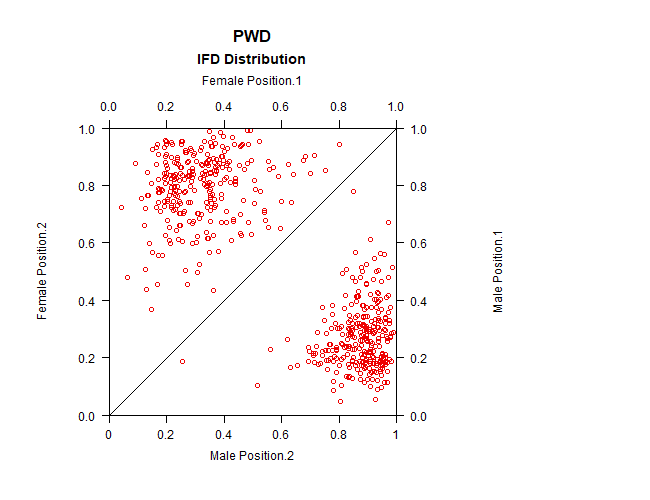 PWD
IFD Distribution
Female Position.1
0.0 0.2 0.4 0.6 0.8 1.0
1.0 1.0
0.8 0.8
0.6 0.6
Female Position.2 Male Position.1
0.4 0.4
0.2 0.2
0.0 0.0
0 0.2 0.4 0.6 0.8 1
Male Position.2